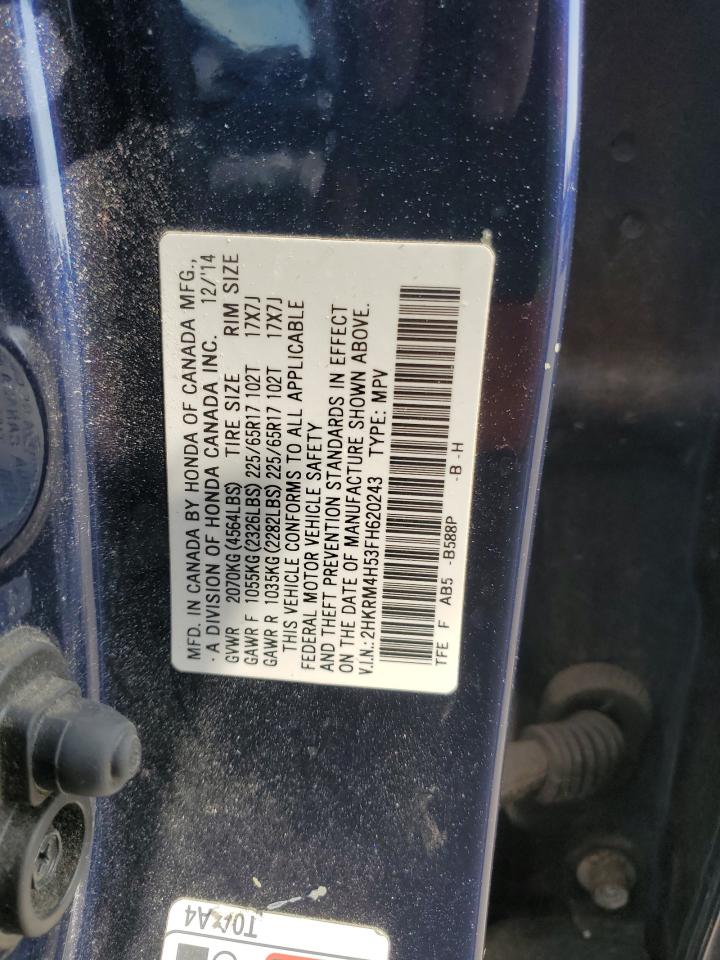 MFD. IN CANADA BY HONDA OF CANADA MFG.,
· A DIVISION OF HONDA CANADA INC. 12/'14
GVWR 2070KG (4564LBS) TIRE SIZE RIM SIZE
GAWR F 1055KG (2326LBS) 225/65R17 102T 17X7J
GAWR R 1035KG (2282LBS) 225/65R17 102T 17X7J
THIS VEHICLE CONFORMS TO ALL APPLICABLE
FEDERAL MOTOR VEHICLE SAFETY
AND THEFT PREVENTION STANDARDS IN EFFECT
ON THE DATE OF MANUFACTURE SHOWN ABOVE.
V.I.N.: 2HKRM4H53FH620243 TYPE: MPV
TFE F AB5 -B588P -B -H